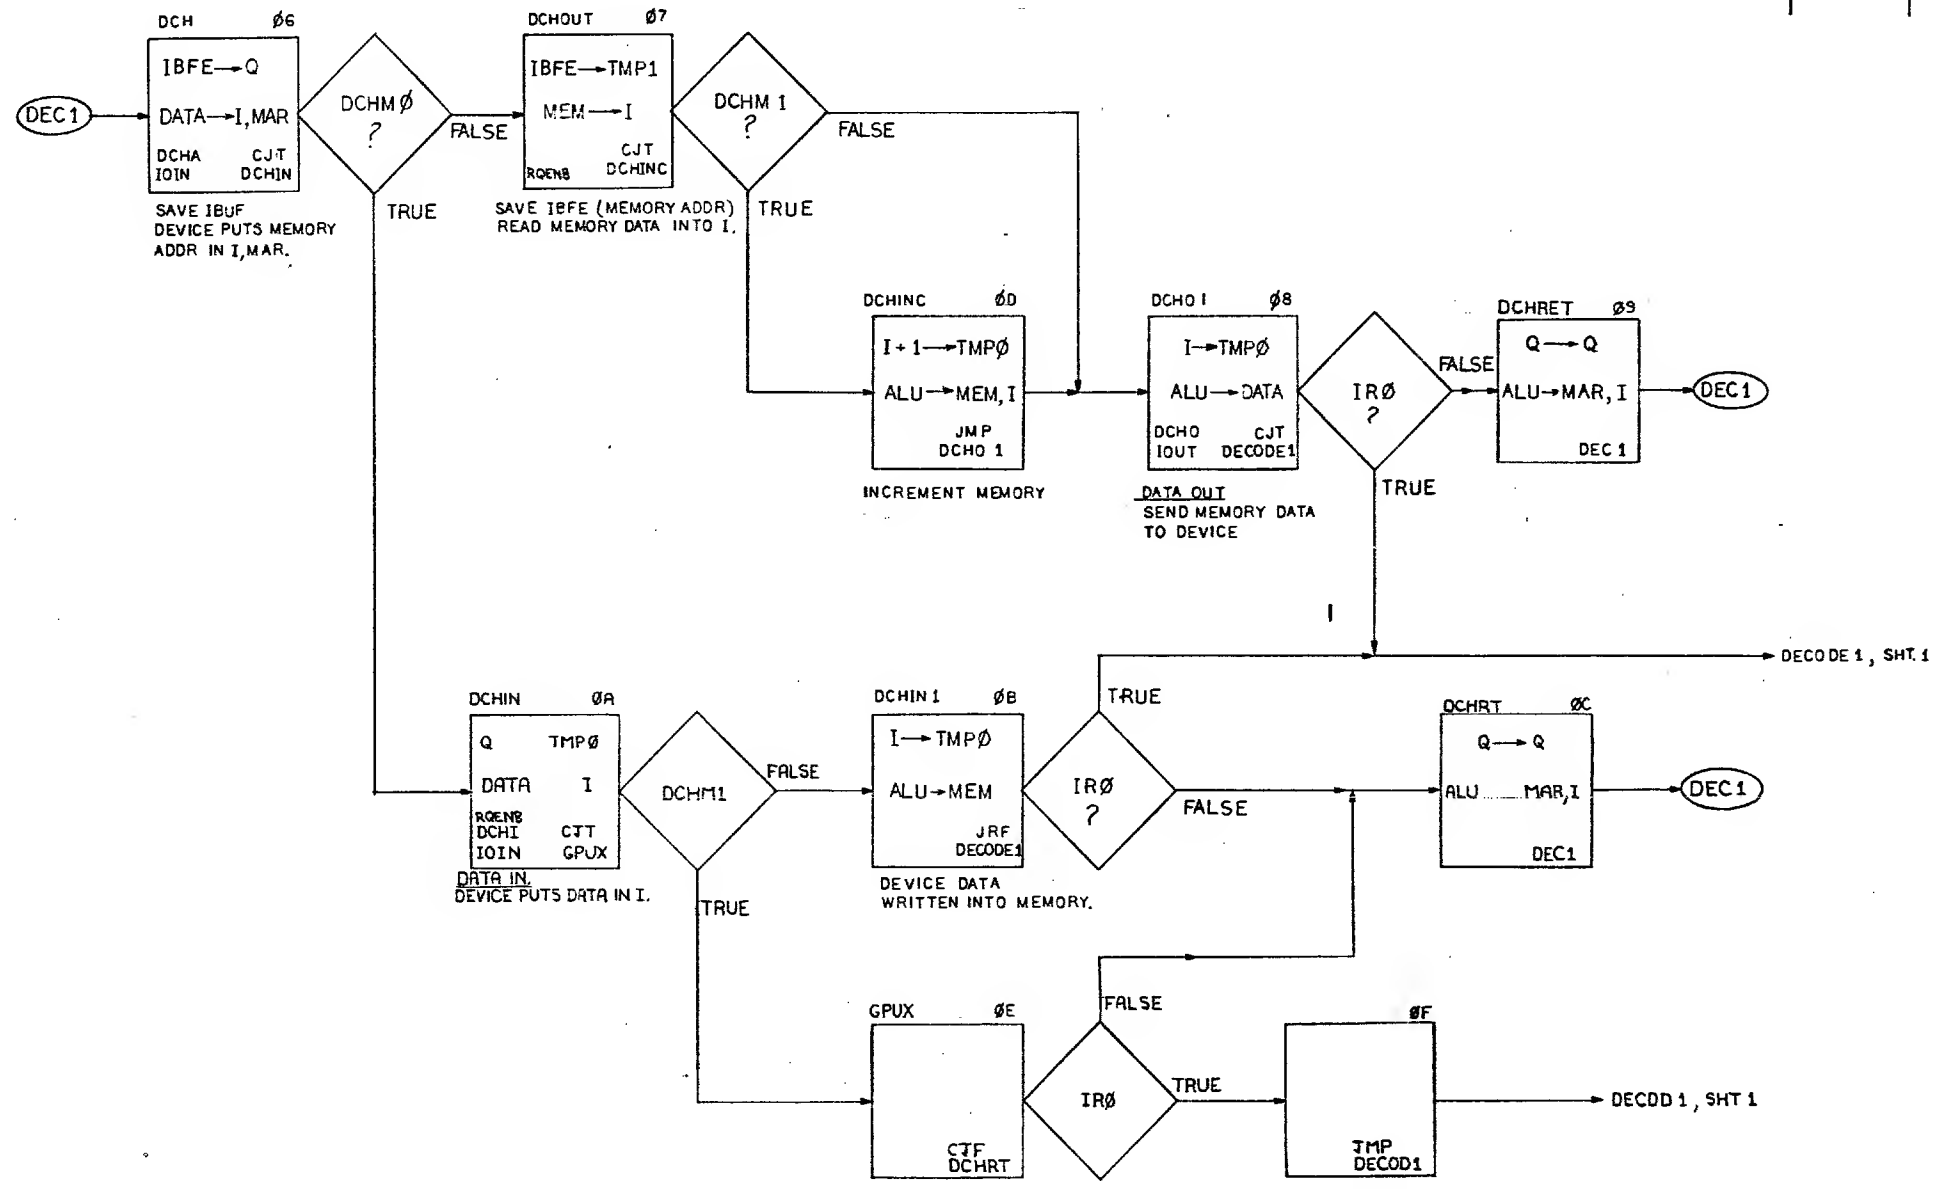 DCH Ø6
IBFE→Q
DATA→I,MAR
DCHA CJT
IOIN DCHIN
SAVE IBUF
DEVICE PUTS MEMORY
ADDR IN I,MAR.
DEC1
DCHMØ
?
FALSE
TRUE
DCHOUT Ø7
IBFE→TMP1
MEM→I
CJT
RQENB DCHINC
SAVE IBFE (MEMORY ADDR)
READ MEMORY DATA INTO I.
DCHM 1
?
FALSE
TRUE
DCHINC ØD
I+1→TMPØ
ALU→MEM,I
JMP
DCHO 1
INCREMENT MEMORY
DCHO 1 Ø8
I→TMPØ
ALU→DATA
DCHO CJT
IOUT DECODE1
DATA OUT
SEND MEMORY DATA
TO DEVICE
IRØ
?
FALSE
TRUE
DCHRET Ø9
Q→Q
ALU→MAR,I
DEC 1
DEC1
DECODE 1, SHT. 1
DCHIN ØA
Q TMPØ
DATA I
RQENB
DCHI CJT
IOIN GPUX
DATA IN.
DEVICE PUTS DATA IN I.
DCHM1
FALSE
TRUE
DCHIN 1 ØB
I→TMPØ
ALU→MEM
JRF
DECODE1
DEVICE DATA
WRITTEN INTO MEMORY.
IRØ
?
TRUE
FALSE
DCHRT ØC
Q→Q
ALU MAR,I
DEC1
DEC1
GPUX ØE
CJF
DCHRT
IRØ
FALSE
TRUE
ØF
JMP
DECOD1
DECOD 1, SHT 1